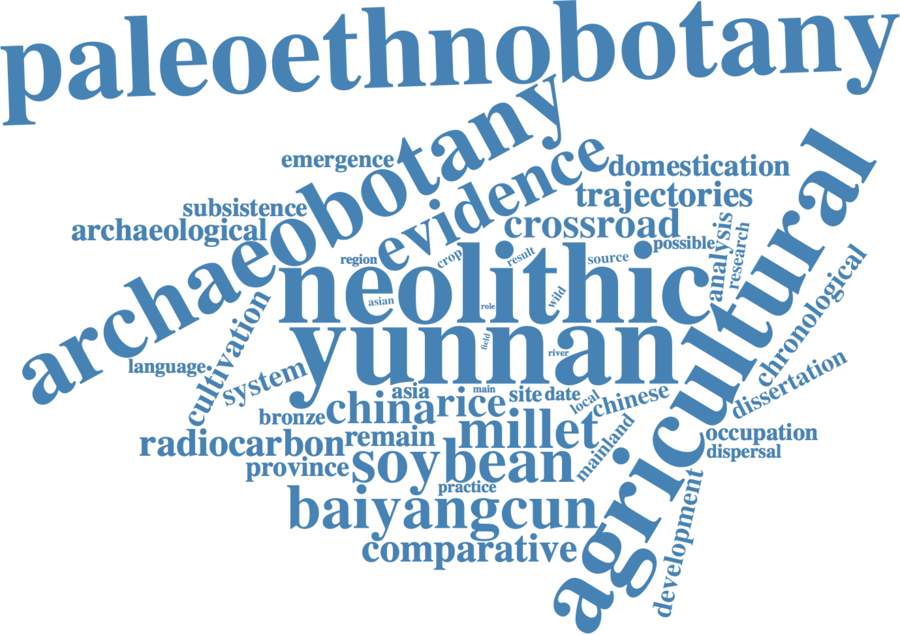 paleoethnobotany
archaeobotany
emergence
evidence
domestication
subsistence
trajectories
archaeological
crossroad
possible
analysis
research
agricultural
region
crop
result
source
neolithic
asian
role
wild
chronological
cultivation
field
yunnan
river
language
system
asia
main
site
date
local
chinese
dissertation
bronze
china
rice
millet
mainland
radiocarbon
remain
occupation
dispersal
province
soybean
practice
development
baiyangcun
comparative